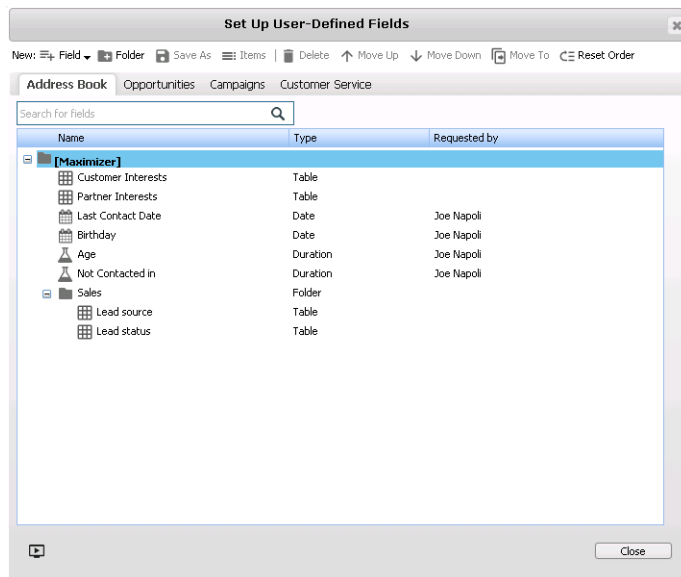 Set Up User-Defined Fields
New: Field Folder Save As Items | Delete Move Up Move Down Move To Reset Order
Address Book Opportunities Campaigns Customer Service
Search for fields
Name Type Requested by
[Maximizer]
Customer Interests Table
Partner Interests Table
Last Contact Date Date Joe Napoli
Birthday Date Joe Napoli
Age Duration Joe Napoli
Not Contacted in Duration Joe Napoli
Sales Folder
Lead source Table
Lead status Table
Close